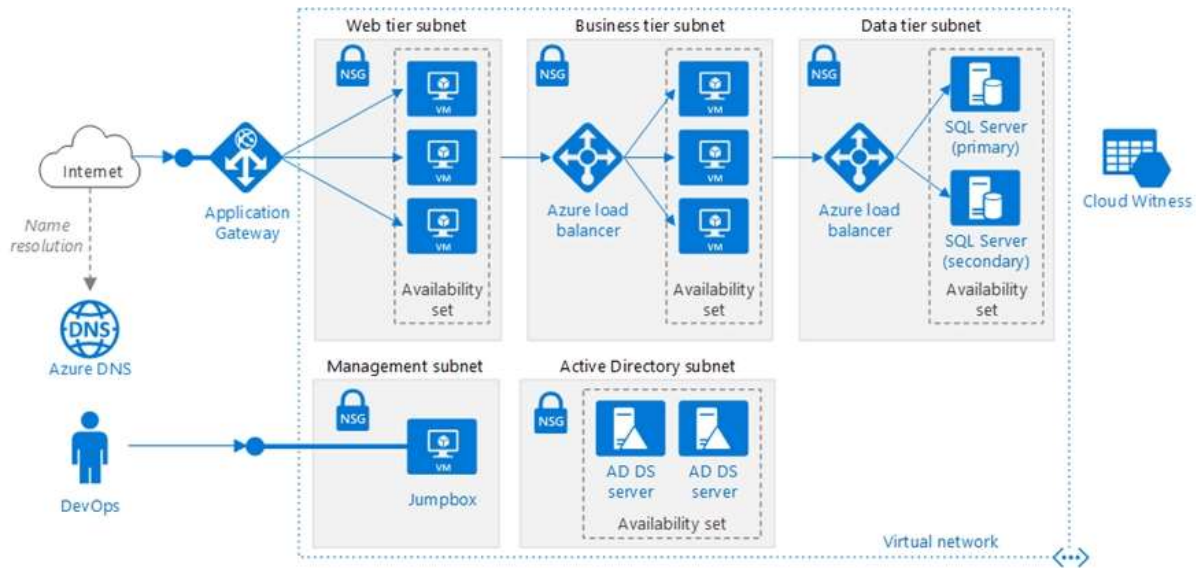 Web tier subnet
Business tier subnet
Data tier subnet
NSG
VM
VM
VM
Availability
set
NSG
Azure load
balancer
VM
VM
VM
Availability
set
NSG
Azure load
balancer
SQL Server
(primary)
SQL Server
(secondary)
Availability
set
Internet
Application
Gateway
Cloud Witness
Name
resolution
DNS
Azure DNS
Management subnet
NSG
VM
Jumpbox
Active Directory subnet
NSG
AD DS
server
AD DS
server
Availability set
DevOps
Virtual network